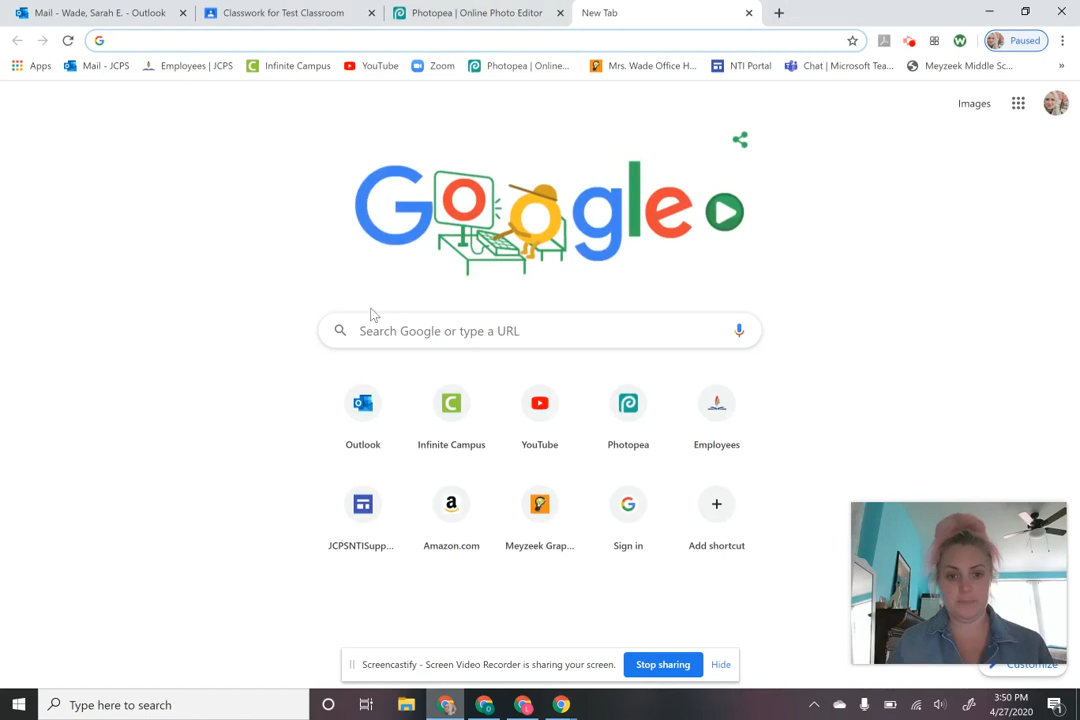 Mail - Wade, Sarah E. - Outlook
Classwork for Test Classroom
Photopea | Online Photo Editor
New Tab
Paused
Apps
Mail - JCPS
Employees | JCPS
Infinite Campus
YouTube
Zoom
Photopea | Online...
Mrs. Wade Office H...
NTI Portal
Chat | Microsoft Tea...
Meyzeek Middle Sc...
»
Images
Google
Search Google or type a URL
Outlook
Infinite Campus
YouTube
Photopea
Employees
JCPSNTISupp...
Amazon.com
Meyzeek Grap...
Sign in
Add shortcut
Screencastify - Screen Video Recorder is sharing your screen.
Stop sharing
Hide
Customize
Type here to search
3:50 PM
4/27/2020